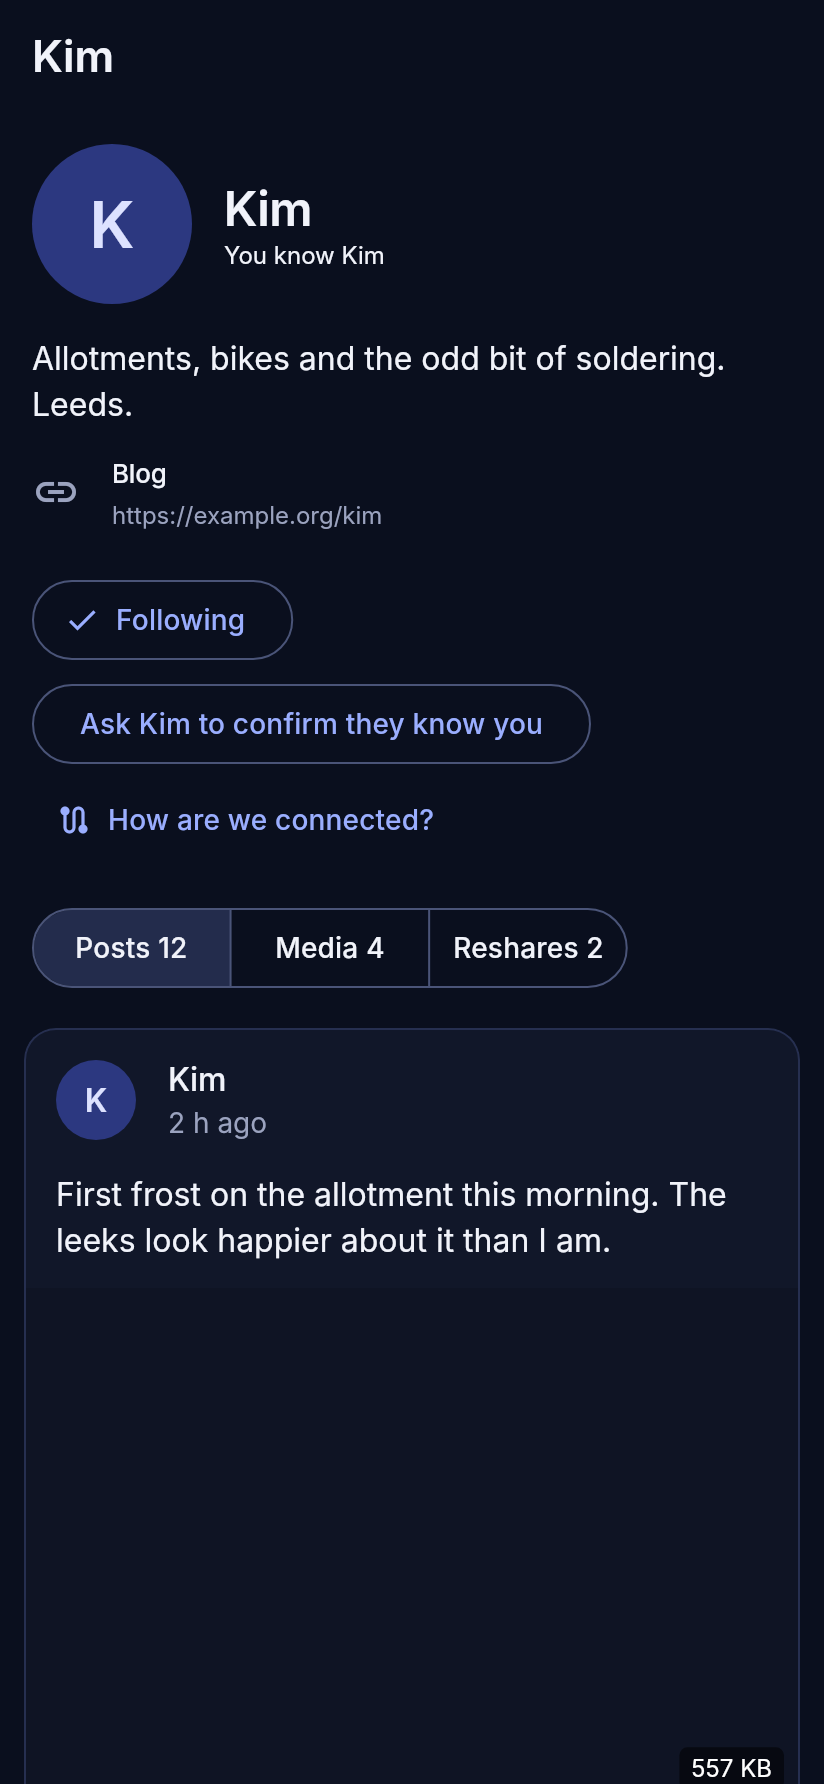 Kim
K
Kim
You know Kim
Allotments, bikes and the odd bit of soldering.
Leeds.
Blog
https://example.org/kim
Following
Ask Kim to confirm they know you
How are we connected?
Posts 12
Media 4
Reshares 2
K
Kim
2 h ago
First frost on the allotment this morning. The
leeks look happier about it than I am.
557 KB